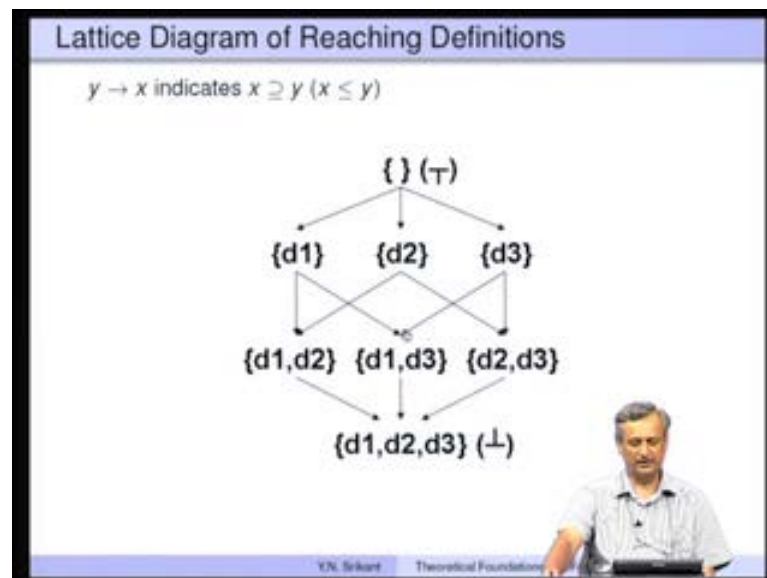 Lattice Diagram of Reaching Definitions
y → x indicates x ⊇ y (x ≤ y)
{ } (⊤)
{d1} {d2} {d3}
{d1,d2} {d1,d3} {d2,d3}
{d1,d2,d3} (⊥)
Y.N. Srikant Theoretical Foundations